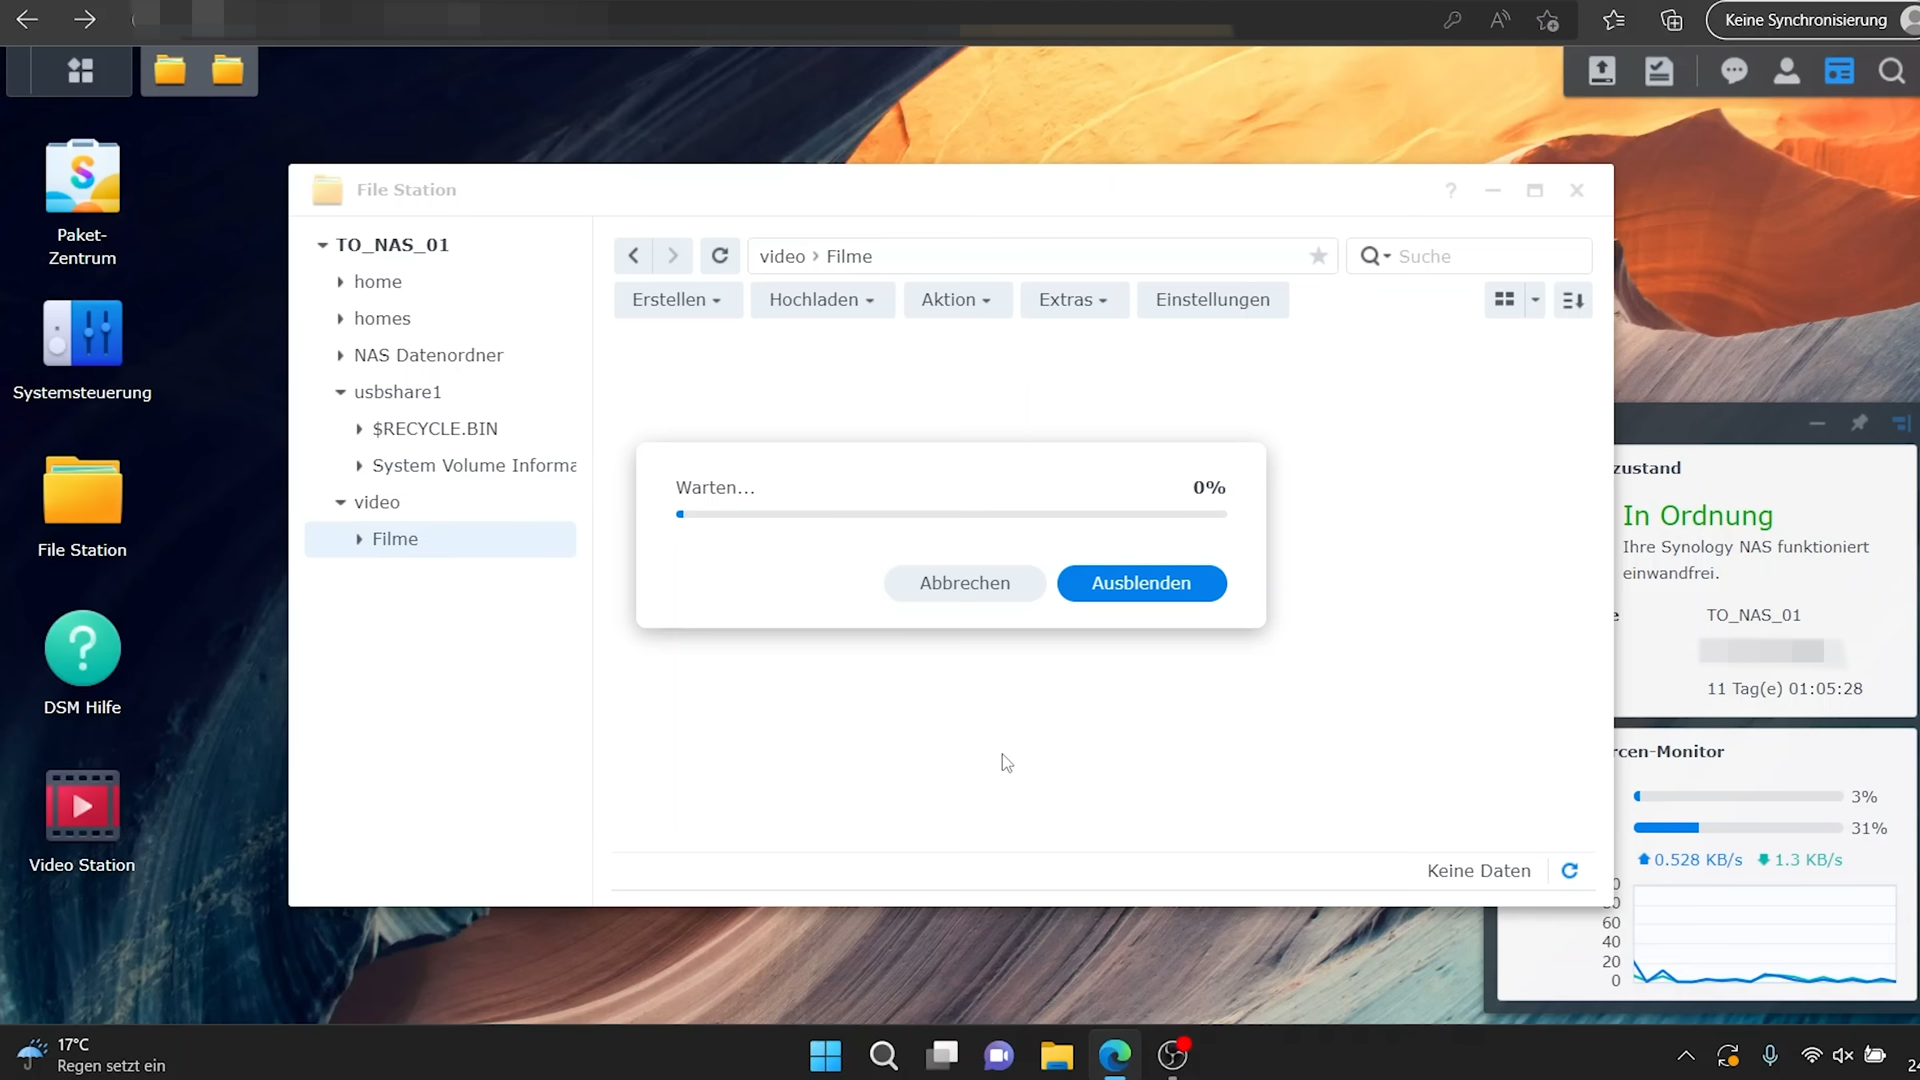 Keine Synchronisierung
Paket-
Zentrum
Systemsteuerung
File Station
DSM Hilfe
Video Station
File Station
TO_NAS_01
home
homes
NAS Datenordner
usbshare1
$RECYCLE.BIN
System Volume Informa
video
Filme
video › Filme
Suche
Erstellen
Hochladen
Aktion
Extras
Einstellungen
Warten...
0%
Abbrechen
Ausblenden
Keine Daten
zustand
In Ordnung
Ihre Synology NAS funktioniert
einwandfrei.
e
TO_NAS_01
11 Tag(e) 01:05:28
rcen-Monitor
3%
31%
0.528 KB/s 1.3 KB/s
0
80
60
40
20
0
17°C
Regen setzt ein